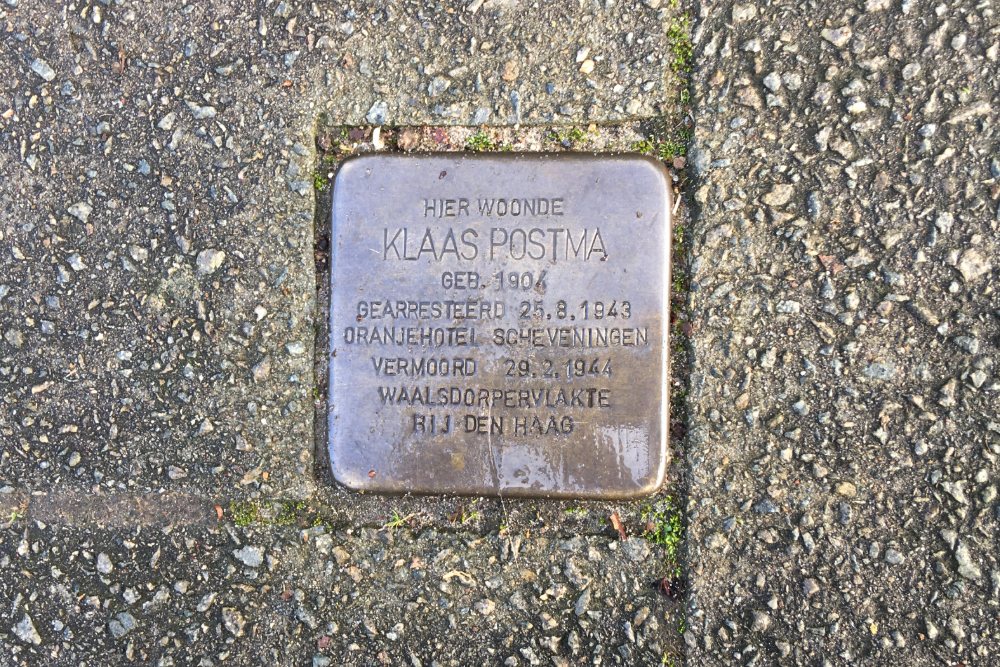 HIER WOONDE
KLAAS POSTMA
GEB. 1904
GEARRESTEERD 25.8.1943
ORANJEHOTEL SCHEVENINGEN
VERMOORD 29.2.1944
WAALSDORPERVLAKTE
BIJ DEN HAAG